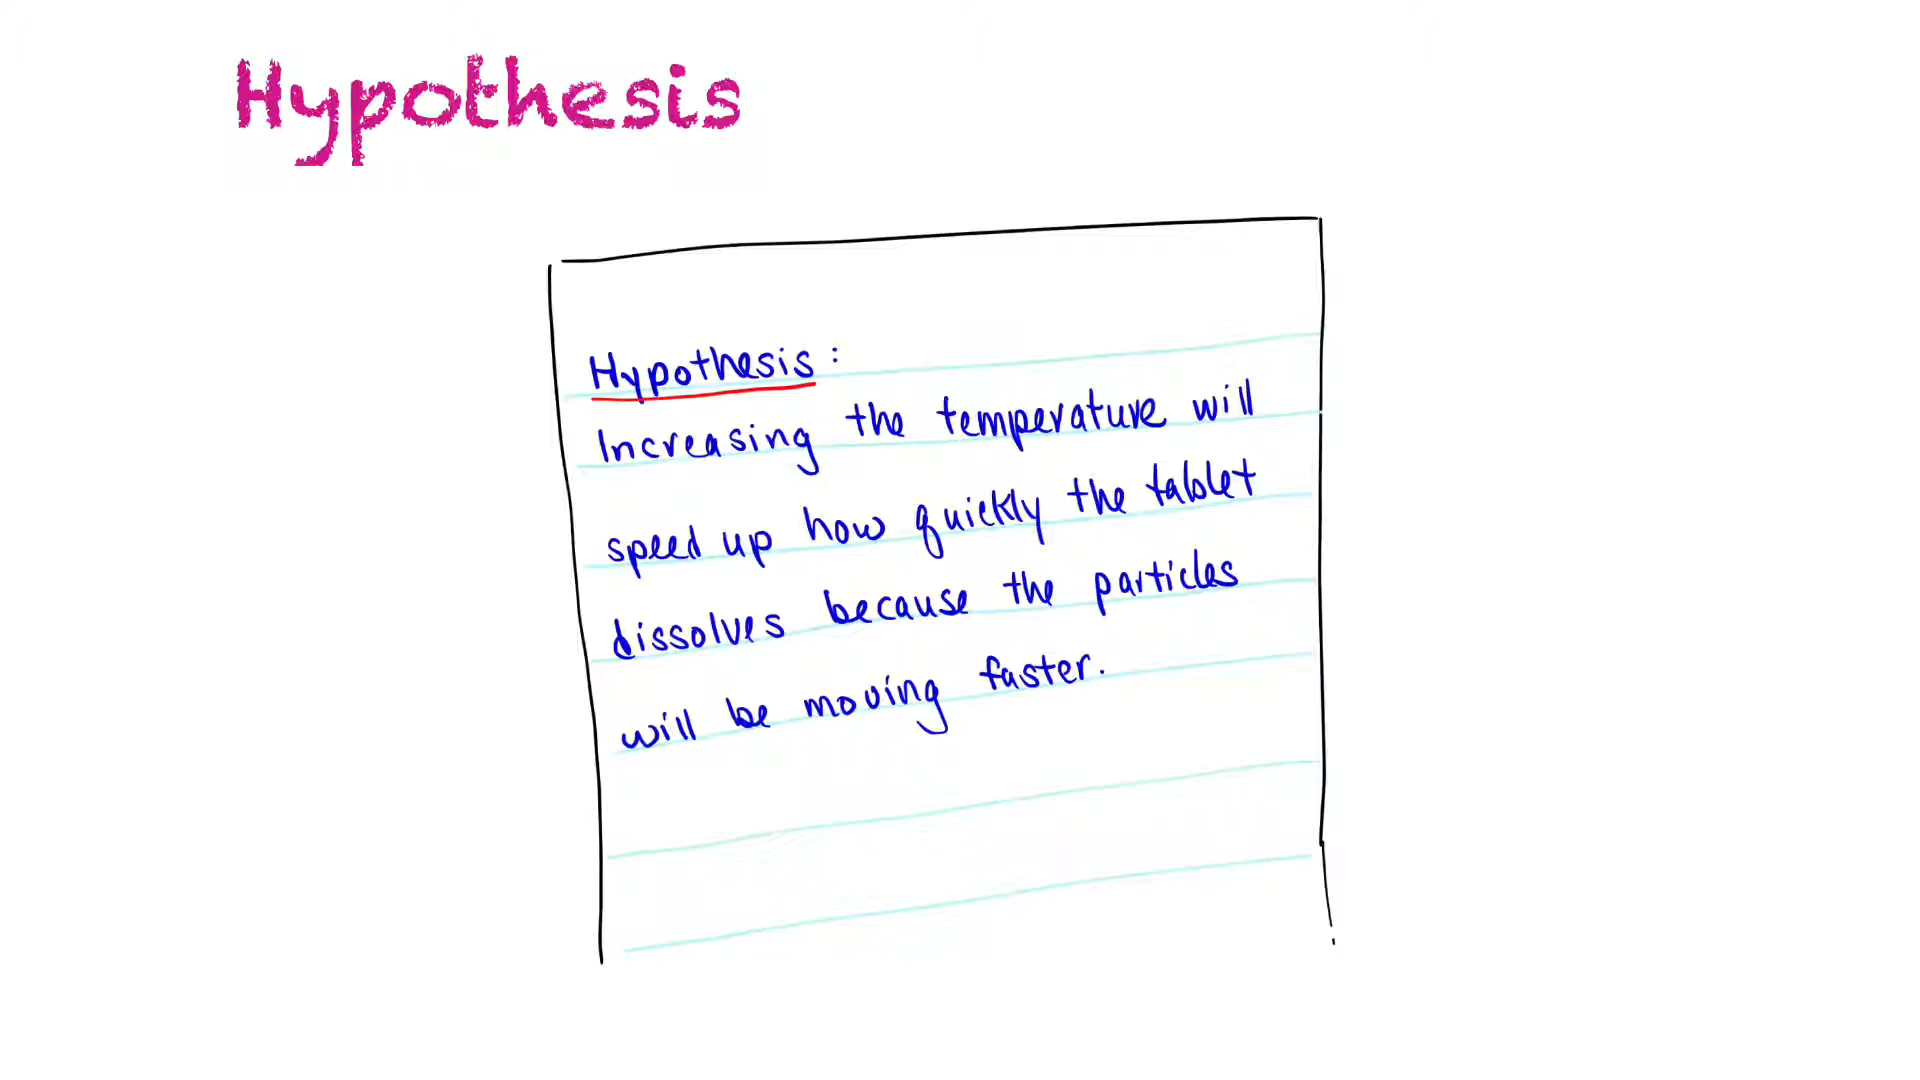 Hypothesis
Hypothesis:
Increasing the temperature will
speed up how quickly the tablet
dissolves because the particles
will be moving faster.